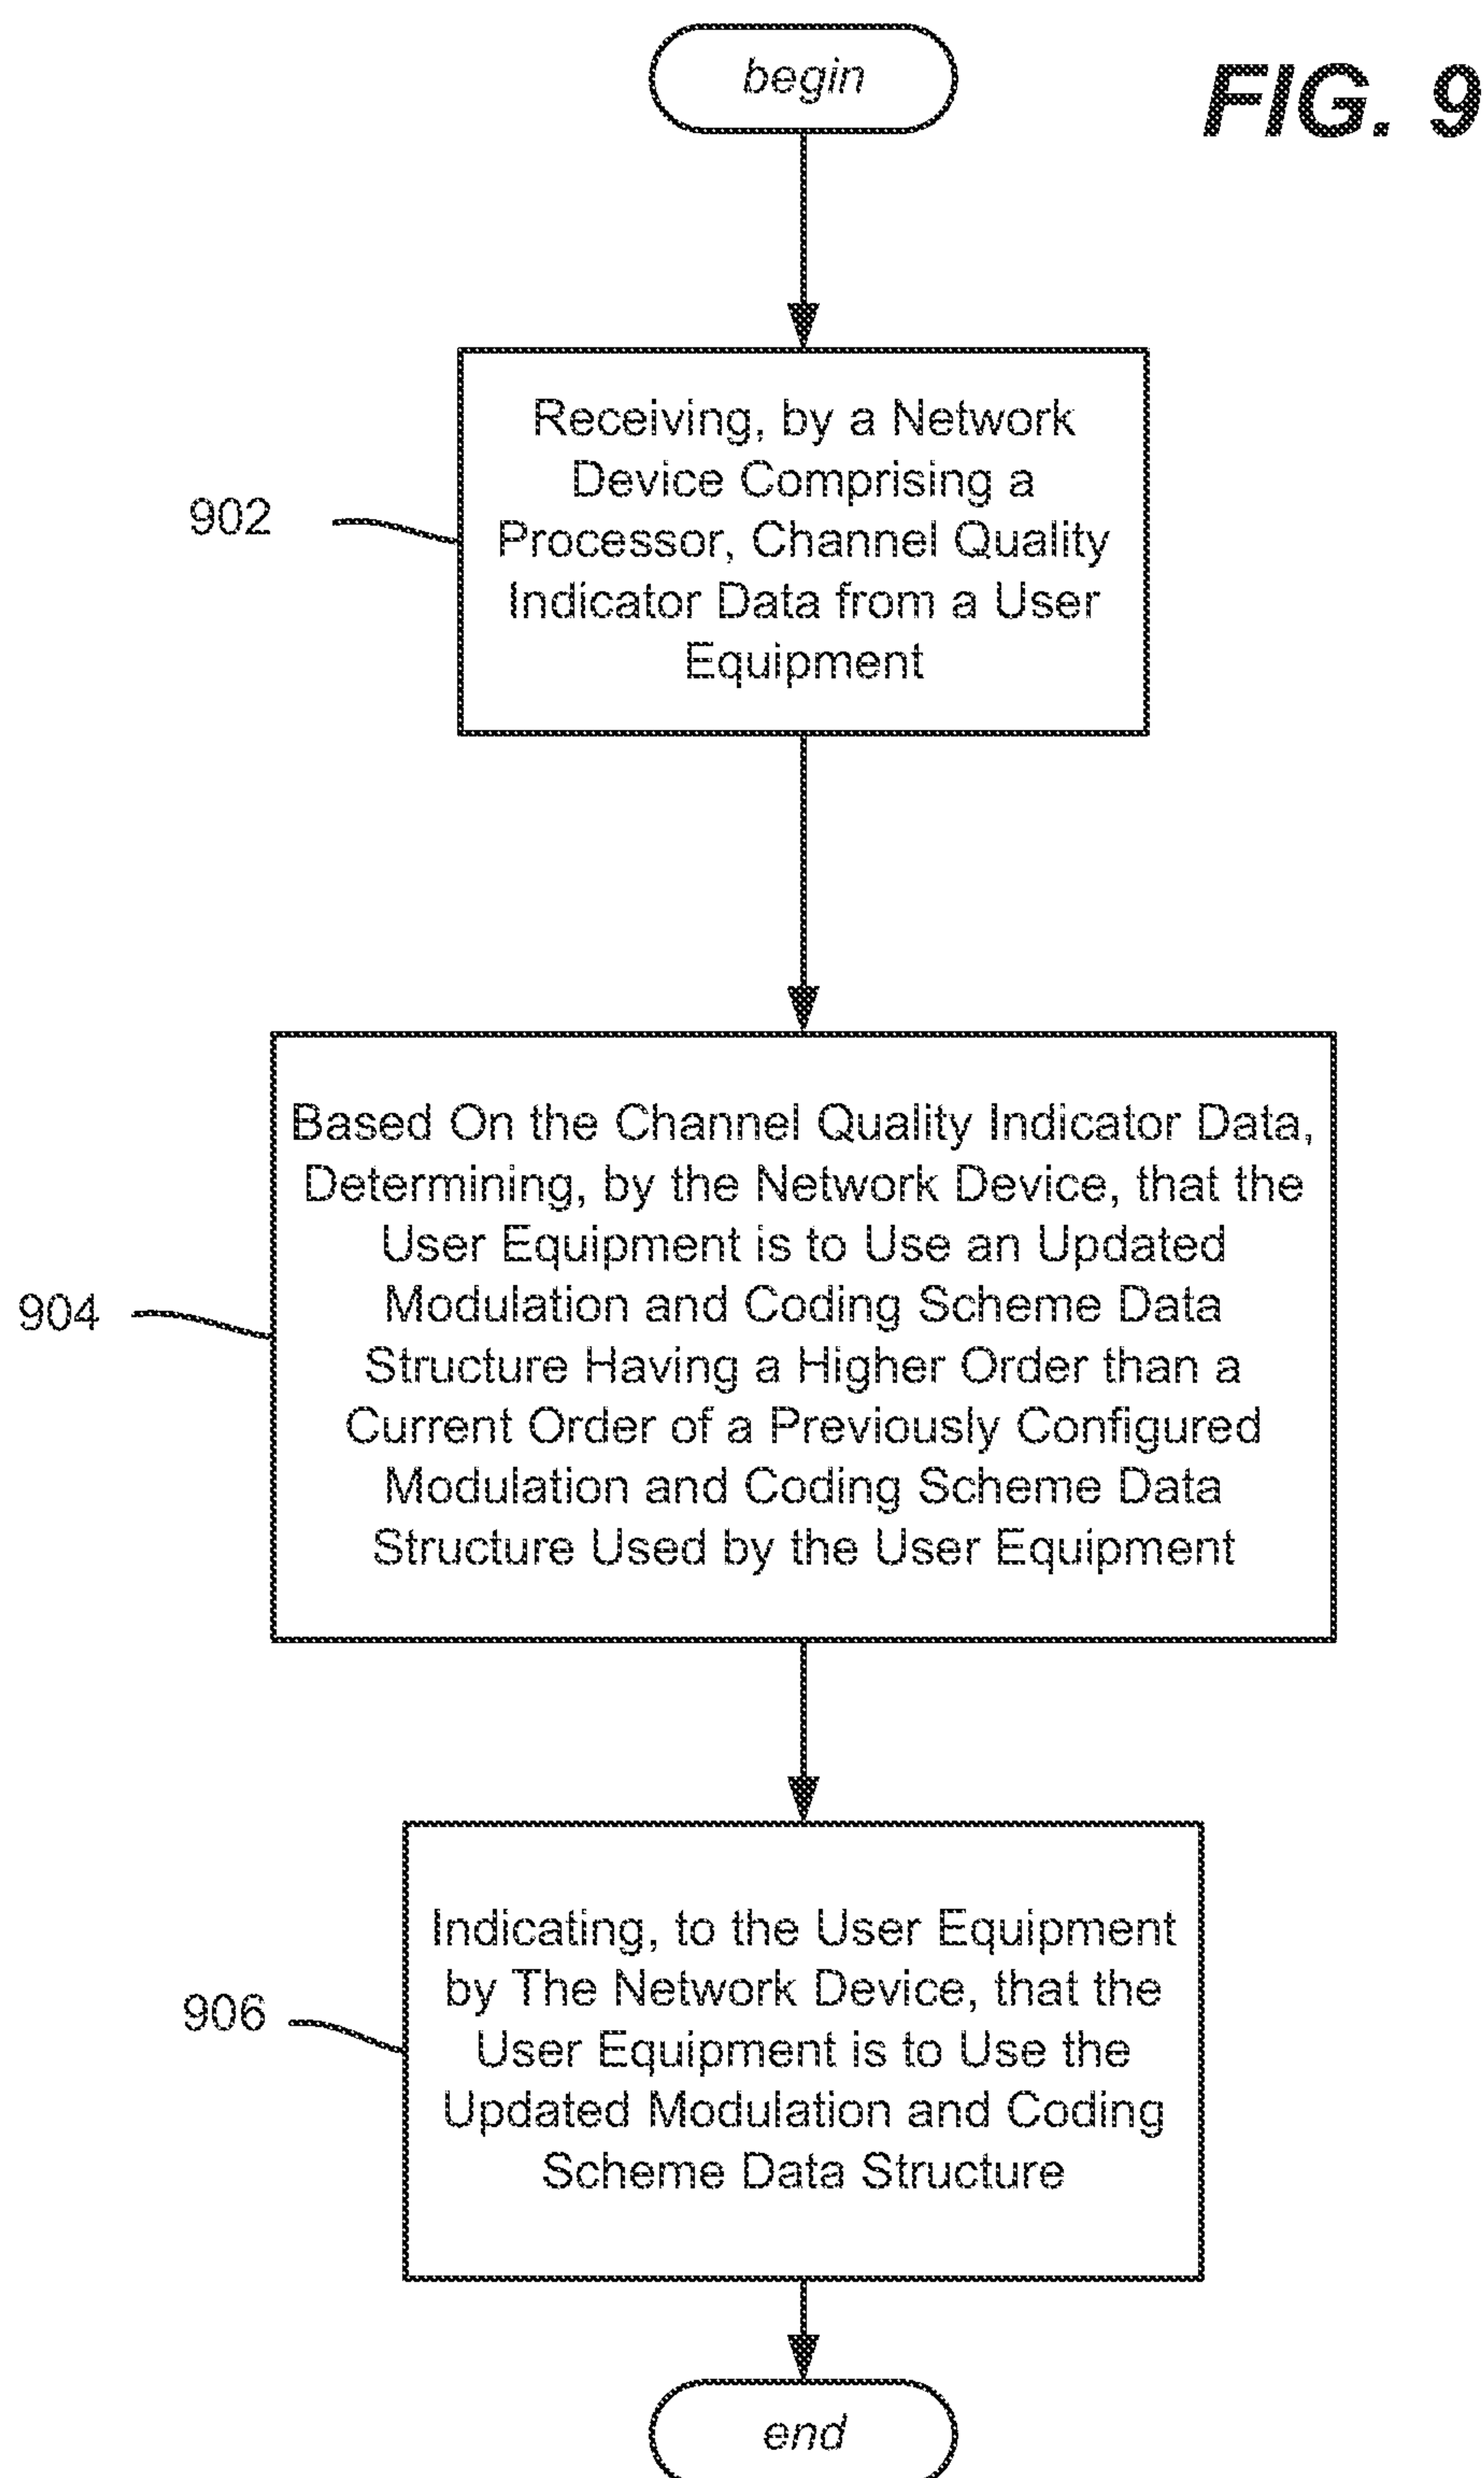 begin
FIG. 9
Receiving, by a Network
Device Comprising a
Processor, Channel Quality
Indicator Data from a User
Equipment
902
Based On the Channel Quality Indicator Data,
Determining, by the Network Device, that the
User Equipment is to Use an Updated
Modulation and Coding Scheme Data
Structure Having a Higher Order than a
Current Order of a Previously Configured
Modulation and Coding Scheme Data
Structure Used by the User Equipment
904
Indicating, to the User Equipment
by The Network Device, that the
User Equipment is to Use the
Updated Modulation and Coding
Scheme Data Structure
906
end